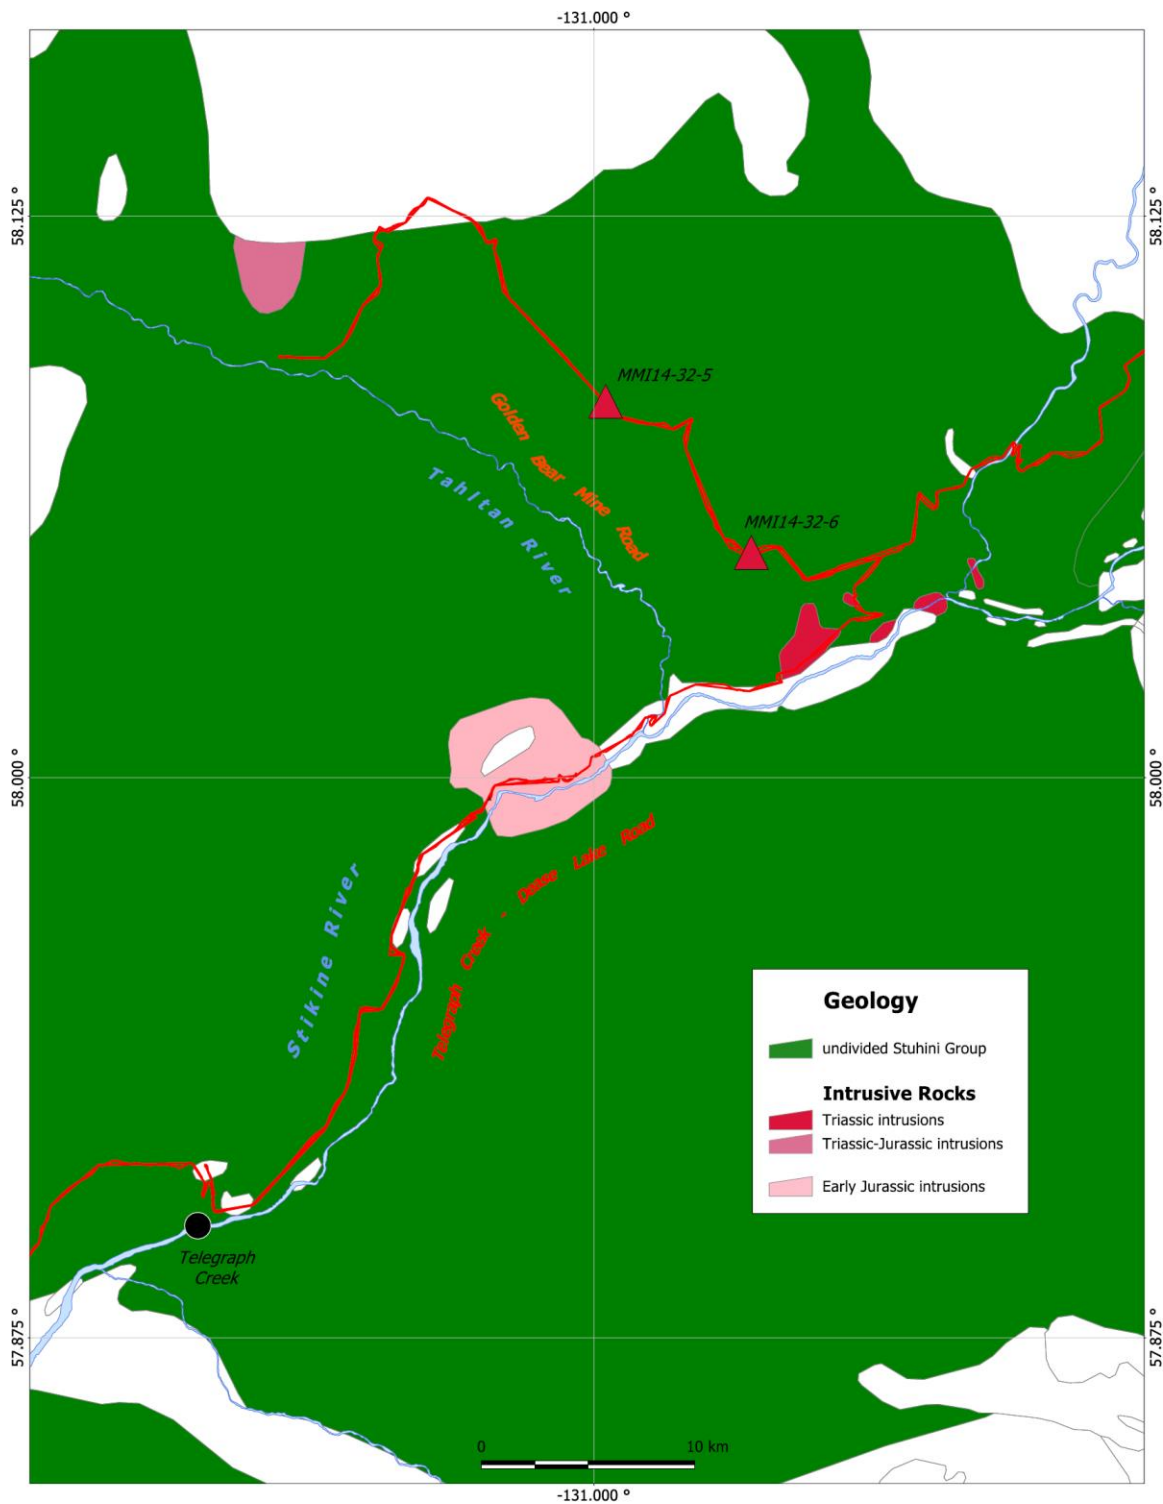 -131.000 °
58.125 °
58.125 °
MMI14-32-5
Golden Bear Mine Road
Tahltan River
MMI14-32-6
58.000 °
58.000 °
Telegraph Creek - Dease Lake Road
Stikine River
Geology
undivided Stuhini Group
Intrusive Rocks
Triassic intrusions
Triassic-Jurassic intrusions
Early Jurassic intrusions
Telegraph
Creek
57.875 °
57.875 °
0 10 km
-131.000 °